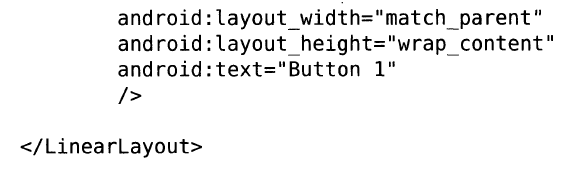 android:layout_width="match_parent"
android:layout_height="wrap_content"
android:text="Button 1"
/>
</LinearLayout>